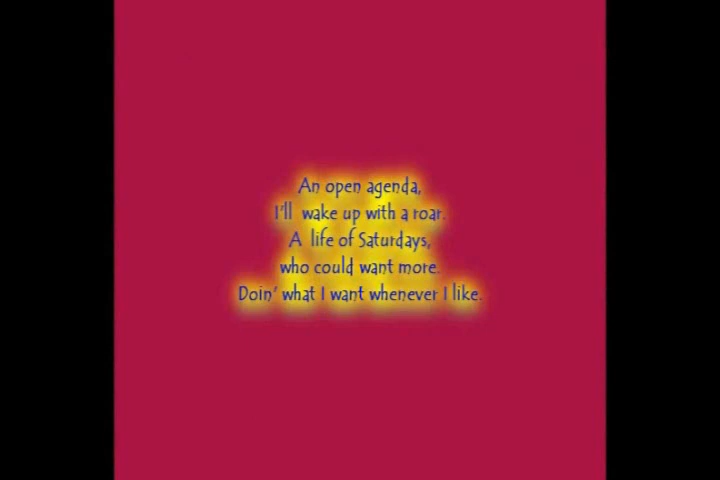 An open agenda,
I'll wake up with a roar.
A life of Saturdays,
who could want more.
Doin' what I want whenever I like.